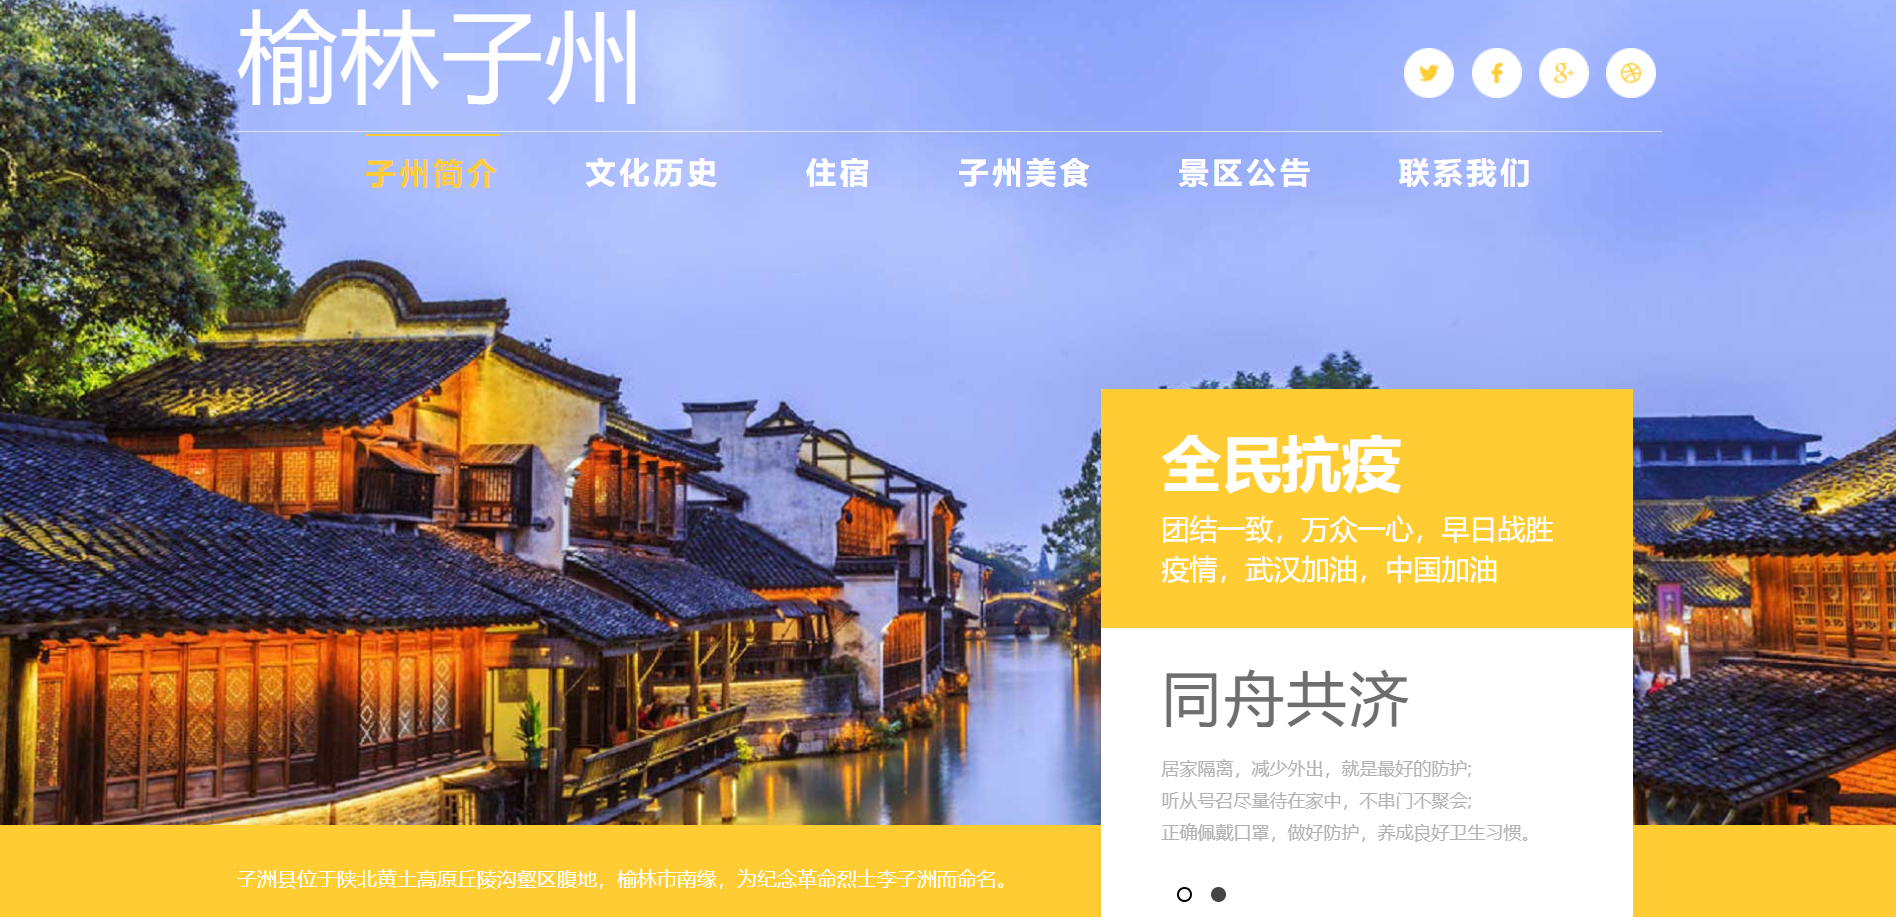 榆林子州
子州简介 文化历史 住宿 子州美食 景区公告 联系我们
全民抗疫
团结一致，万众一心，早日战胜
疫情，武汉加油，中国加油
同舟共济
居家隔离，减少外出，就是最好的防护;
听从号召尽量待在家中，不串门不聚会;
正确佩戴口罩，做好防护，养成良好卫生习惯。
子洲县位于陕北黄土高原丘陵沟壑区腹地，榆林市南缘，为纪念革命烈士李子洲而命名。